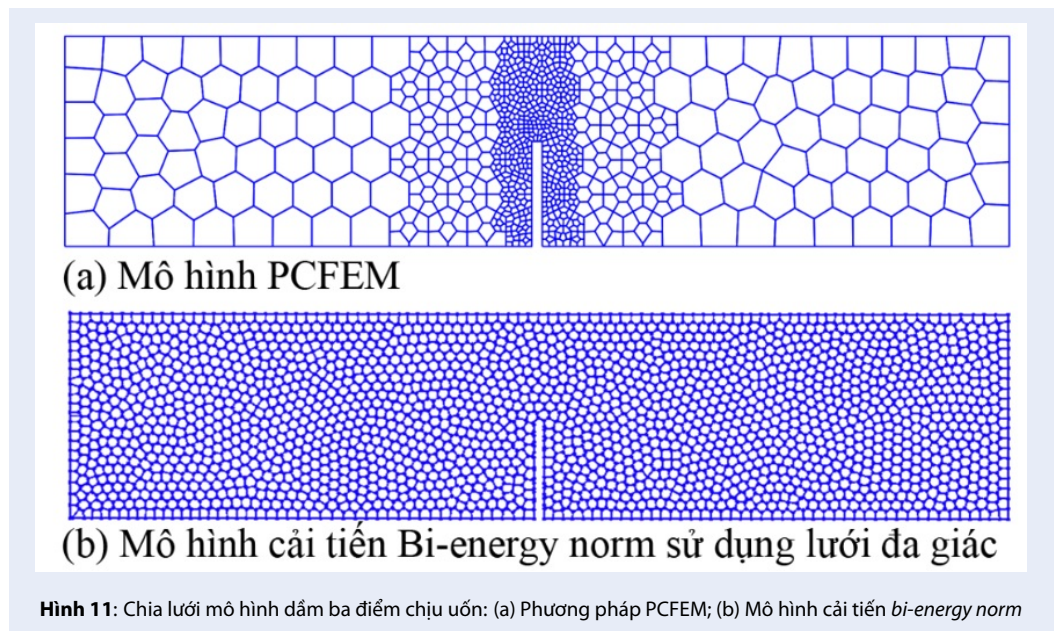 (a) Mô hình PCFEM
(b) Mô hình cải tiến Bi-energy norm sử dụng lưới đa giác
Hình 11: Chia lưới mô hình dầm ba điểm chịu uốn: (a) Phương pháp PCFEM; (b) Mô hình cải tiến bi-energy norm